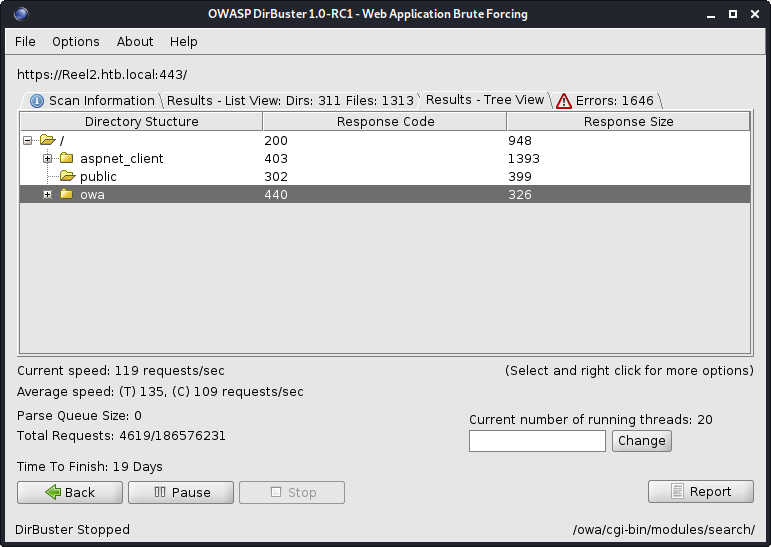 OWASP DirBuster 1.0-RC1 - Web Application Brute Forcing
File Options About Help
https://Reel2.htb.local:443/
Scan Information Results - List View: Dirs: 311 Files: 1313 Results - Tree View Errors: 1646
Directory Stucture Response Code Response Size
/ 200 948
aspnet_client 403 1393
public 302 399
owa 440 326
Current speed: 119 requests/sec (Select and right click for more options)
Average speed: (T) 135, (C) 109 requests/sec
Parse Queue Size: 0
Total Requests: 4619/186576231
Current number of running threads: 20
Change
Time To Finish: 19 Days
Back Pause Stop Report
DirBuster Stopped /owa/cgi-bin/modules/search/